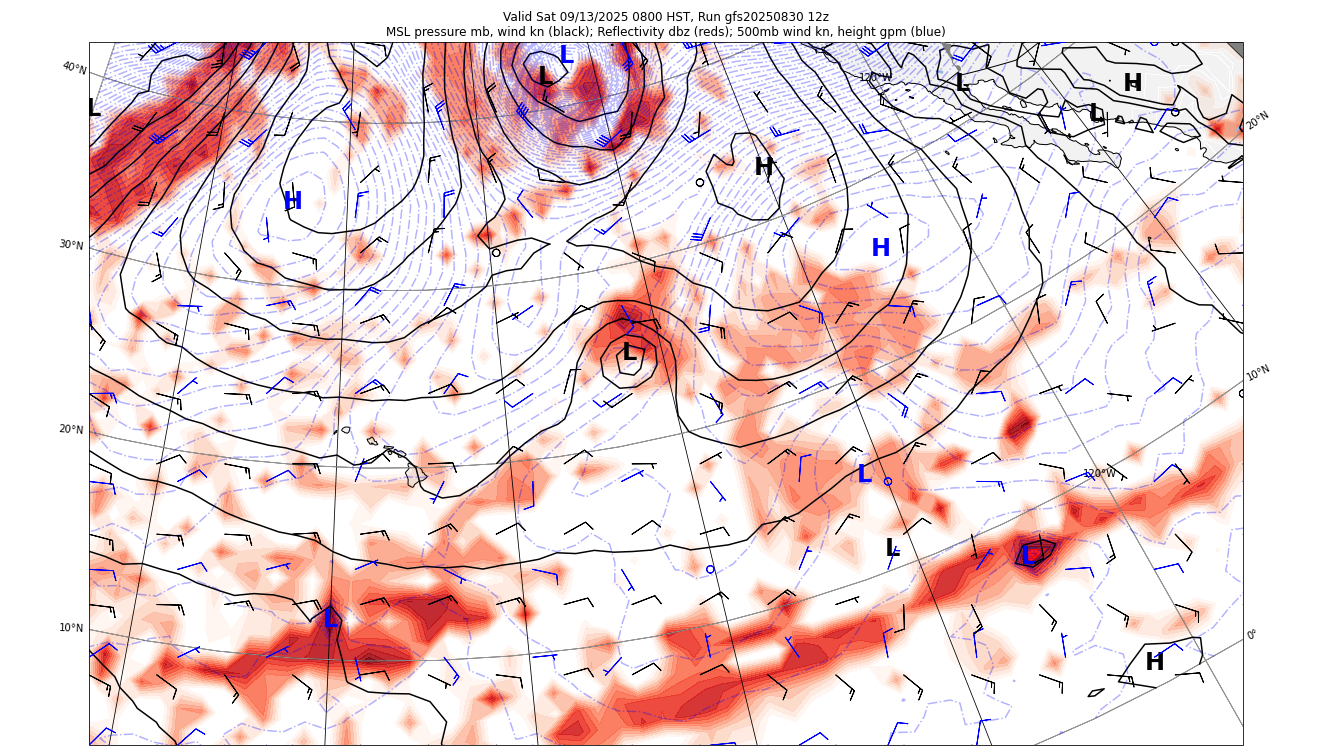 Valid Sat 09/13/2025 0800 HST, Run gfs20250830 12z
MSL pressure mb, wind kn (black); Reflectivity dbz (reds); 500mb wind kn, height gpm (blue)
L
L
120°W
L
H
40°N
L
L
20°N
H
H
30°N
H
L
10°N
20°N
L
120°W
L
L
L
10°N
0°
H